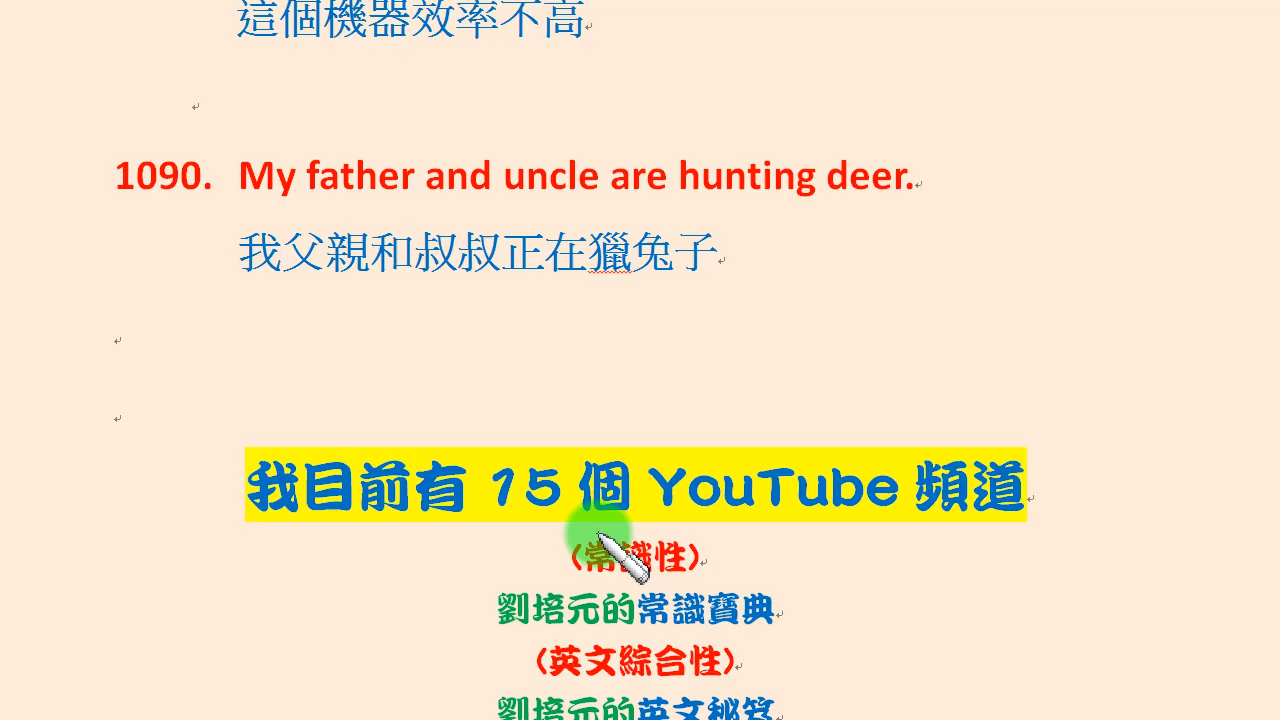 這個機器效率不高
1090. My father and uncle are hunting deer.
我父親和叔叔正在獵兔子
我目前有 15 個 YouTube 頻道
(常識性)
劉培元的常識寶典
(英文綜合性)
劉培元的英文秘笈